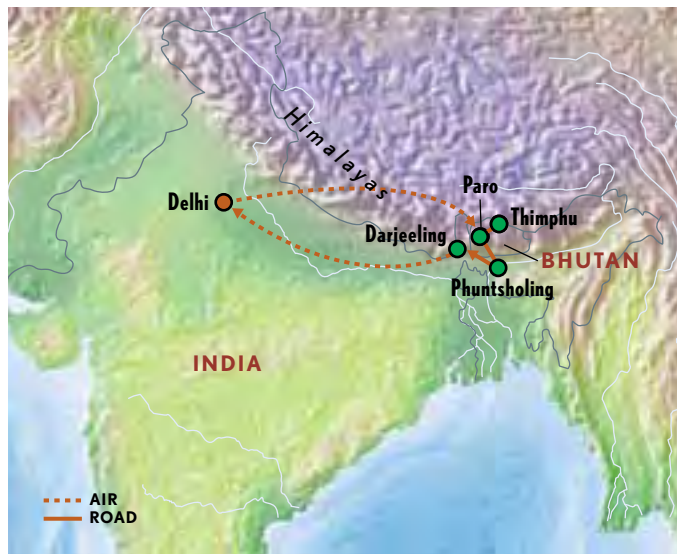 Himalayas
Paro
Delhi
Thimphu
Darjeeling
BHUTAN
Phuntsholing
INDIA
AIR
ROAD